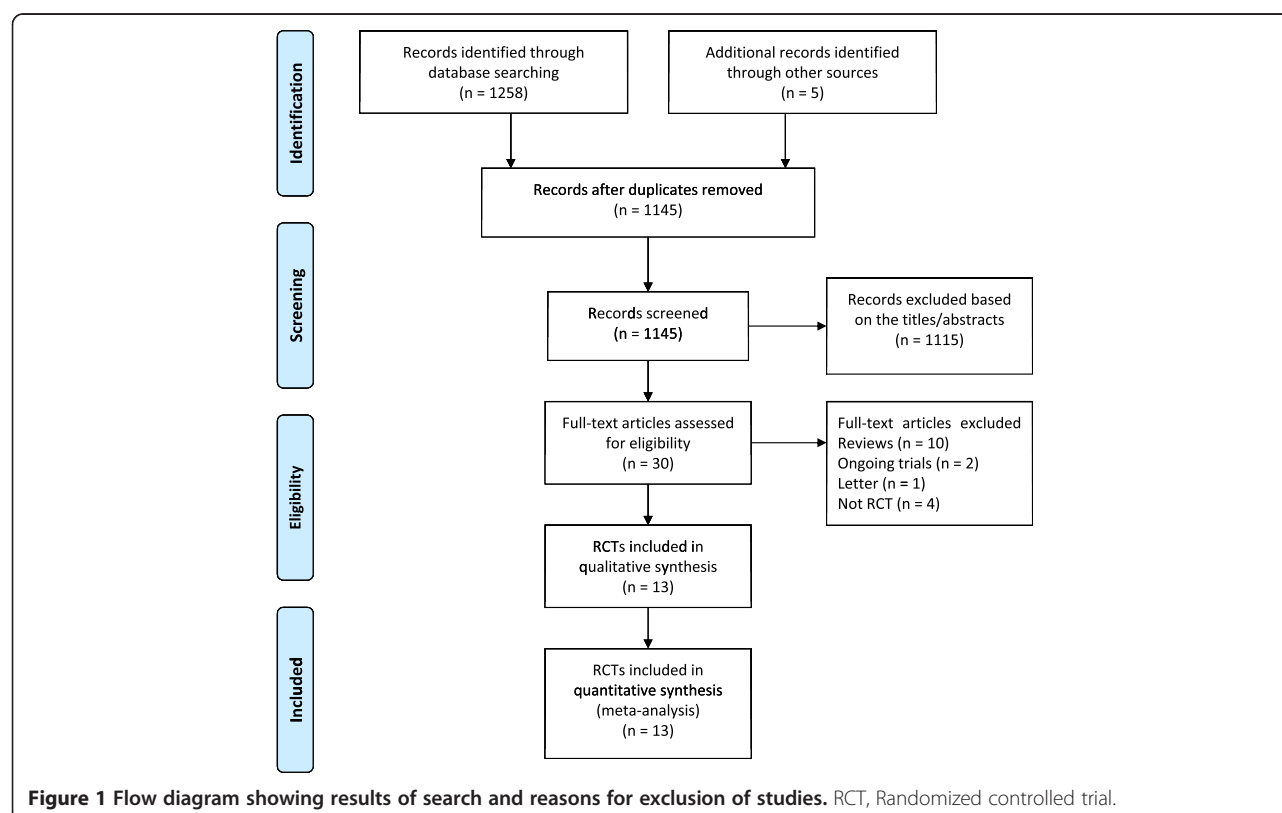 Identification
Records identified through
database searching
(n = 1258)
Additional records identified
through other sources
(n = 5)
Records after duplicates removed
(n = 1145)
Screening
Records screened
(n = 1145)
Records excluded based
on the titles/abstracts
(n = 1115)
Eligibility
Full-text articles assessed
for eligibility
(n = 30)
Full-text articles excluded
Reviews (n = 10)
Ongoing trials (n = 2)
Letter (n = 1)
Not RCT (n = 4)
RCTs included in
qualitative synthesis
(n = 13)
Included
RCTs included in
quantitative synthesis
(meta-analysis)
(n = 13)
Figure 1 Flow diagram showing results of search and reasons for exclusion of studies. RCT, Randomized controlled trial.